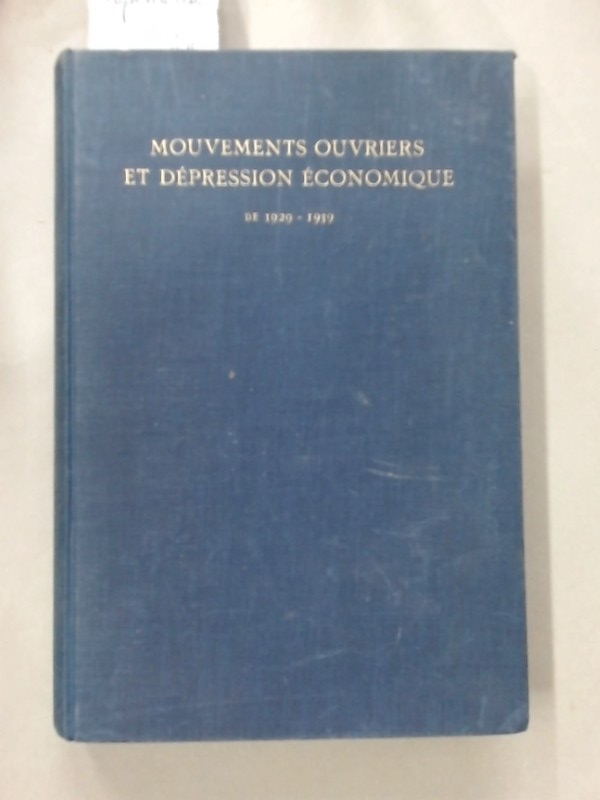 MOUVEMENTS OUVRIERS
ET DÉPRESSION ÉCONOMIQUE
DE 1929 - 1939